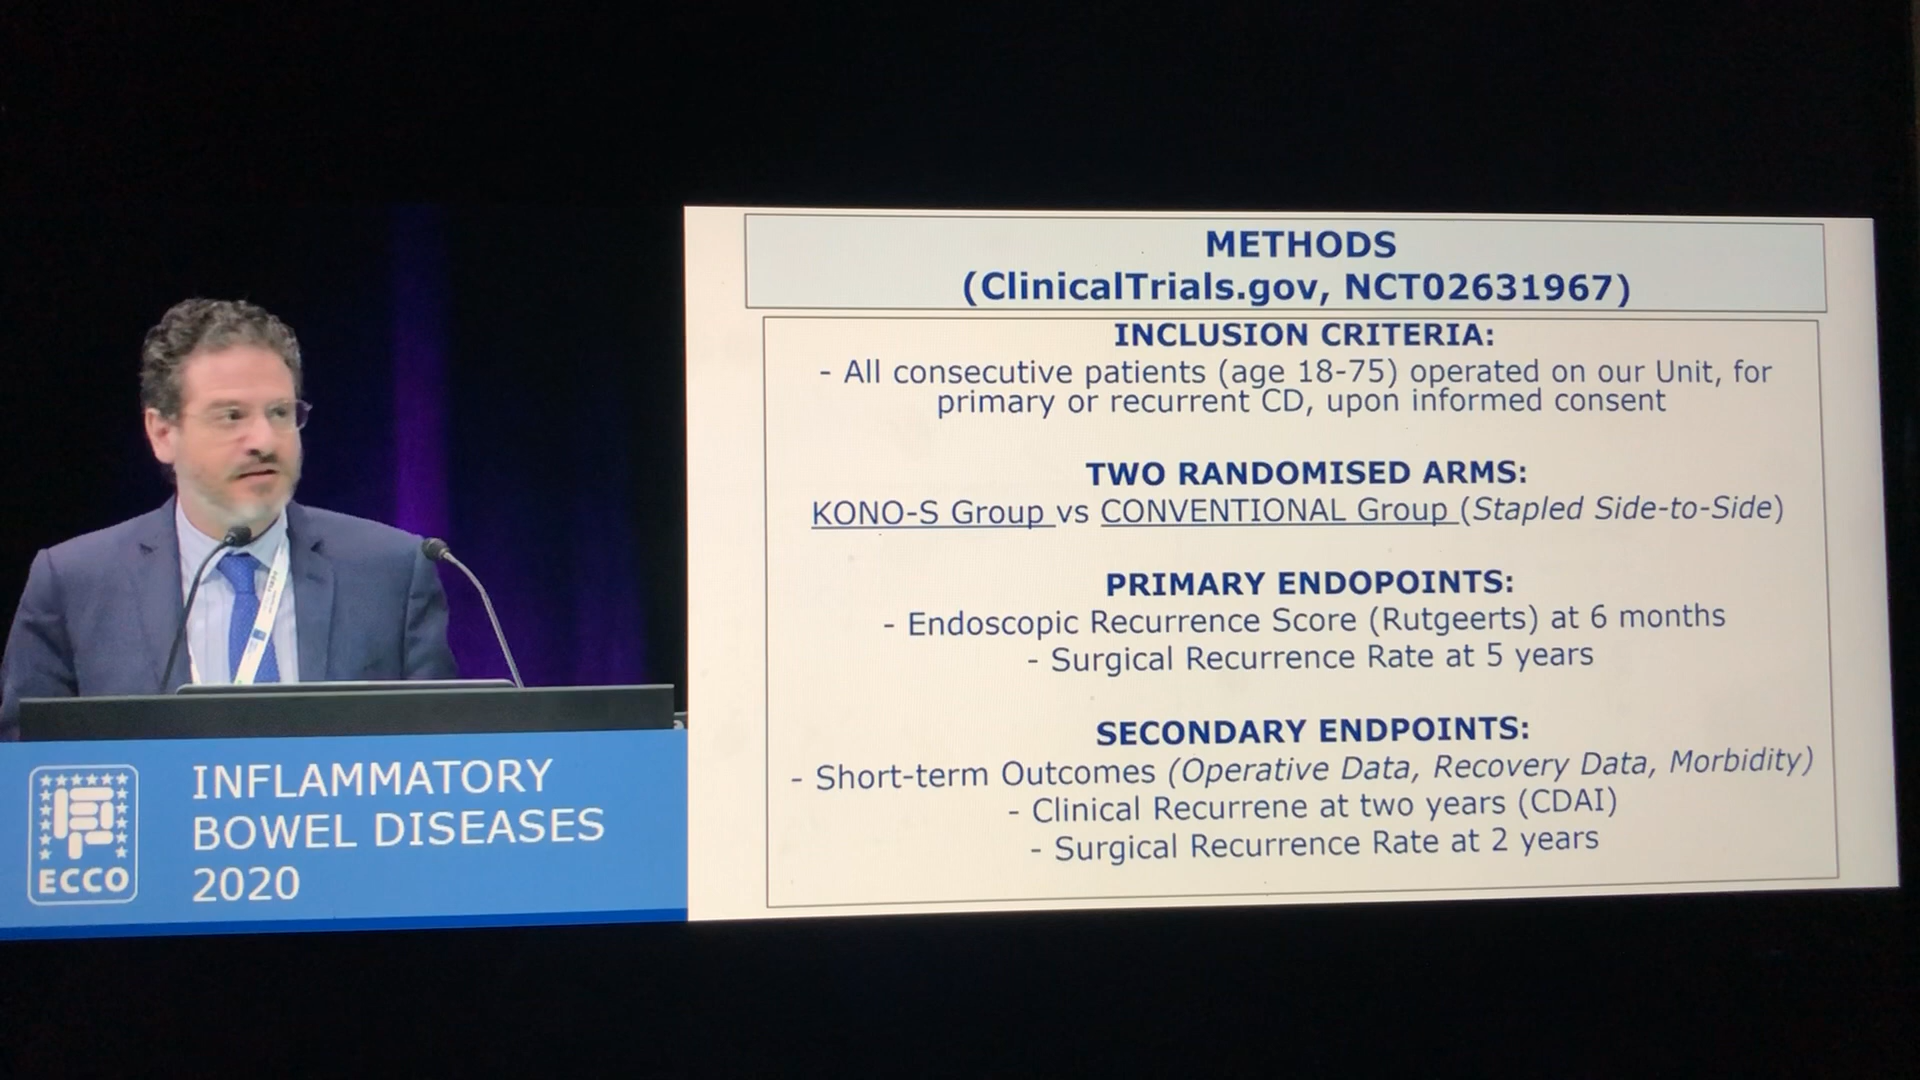 METHODS
(ClinicalTrials.gov, NCT02631967)
INCLUSION CRITERIA:
- All consecutive patients (age 18-75) operated on our Unit, for
primary or recurrent CD, upon informed consent
TWO RANDOMISED ARMS:
KONO-S Group vs CONVENTIONAL Group (Stapled Side-to-Side)
PRIMARY ENDOPOINTS:
- Endoscopic Recurrence Score (Rutgeerts) at 6 months
- Surgical Recurrence Rate at 5 years
SECONDARY ENDPOINTS:
- Short-term Outcomes (Operative Data, Recovery Data, Morbidity)
- Clinical Recurrene at two years (CDAI)
- Surgical Recurrence Rate at 2 years
ECCO
INFLAMMATORY
BOWEL DISEASES
2020